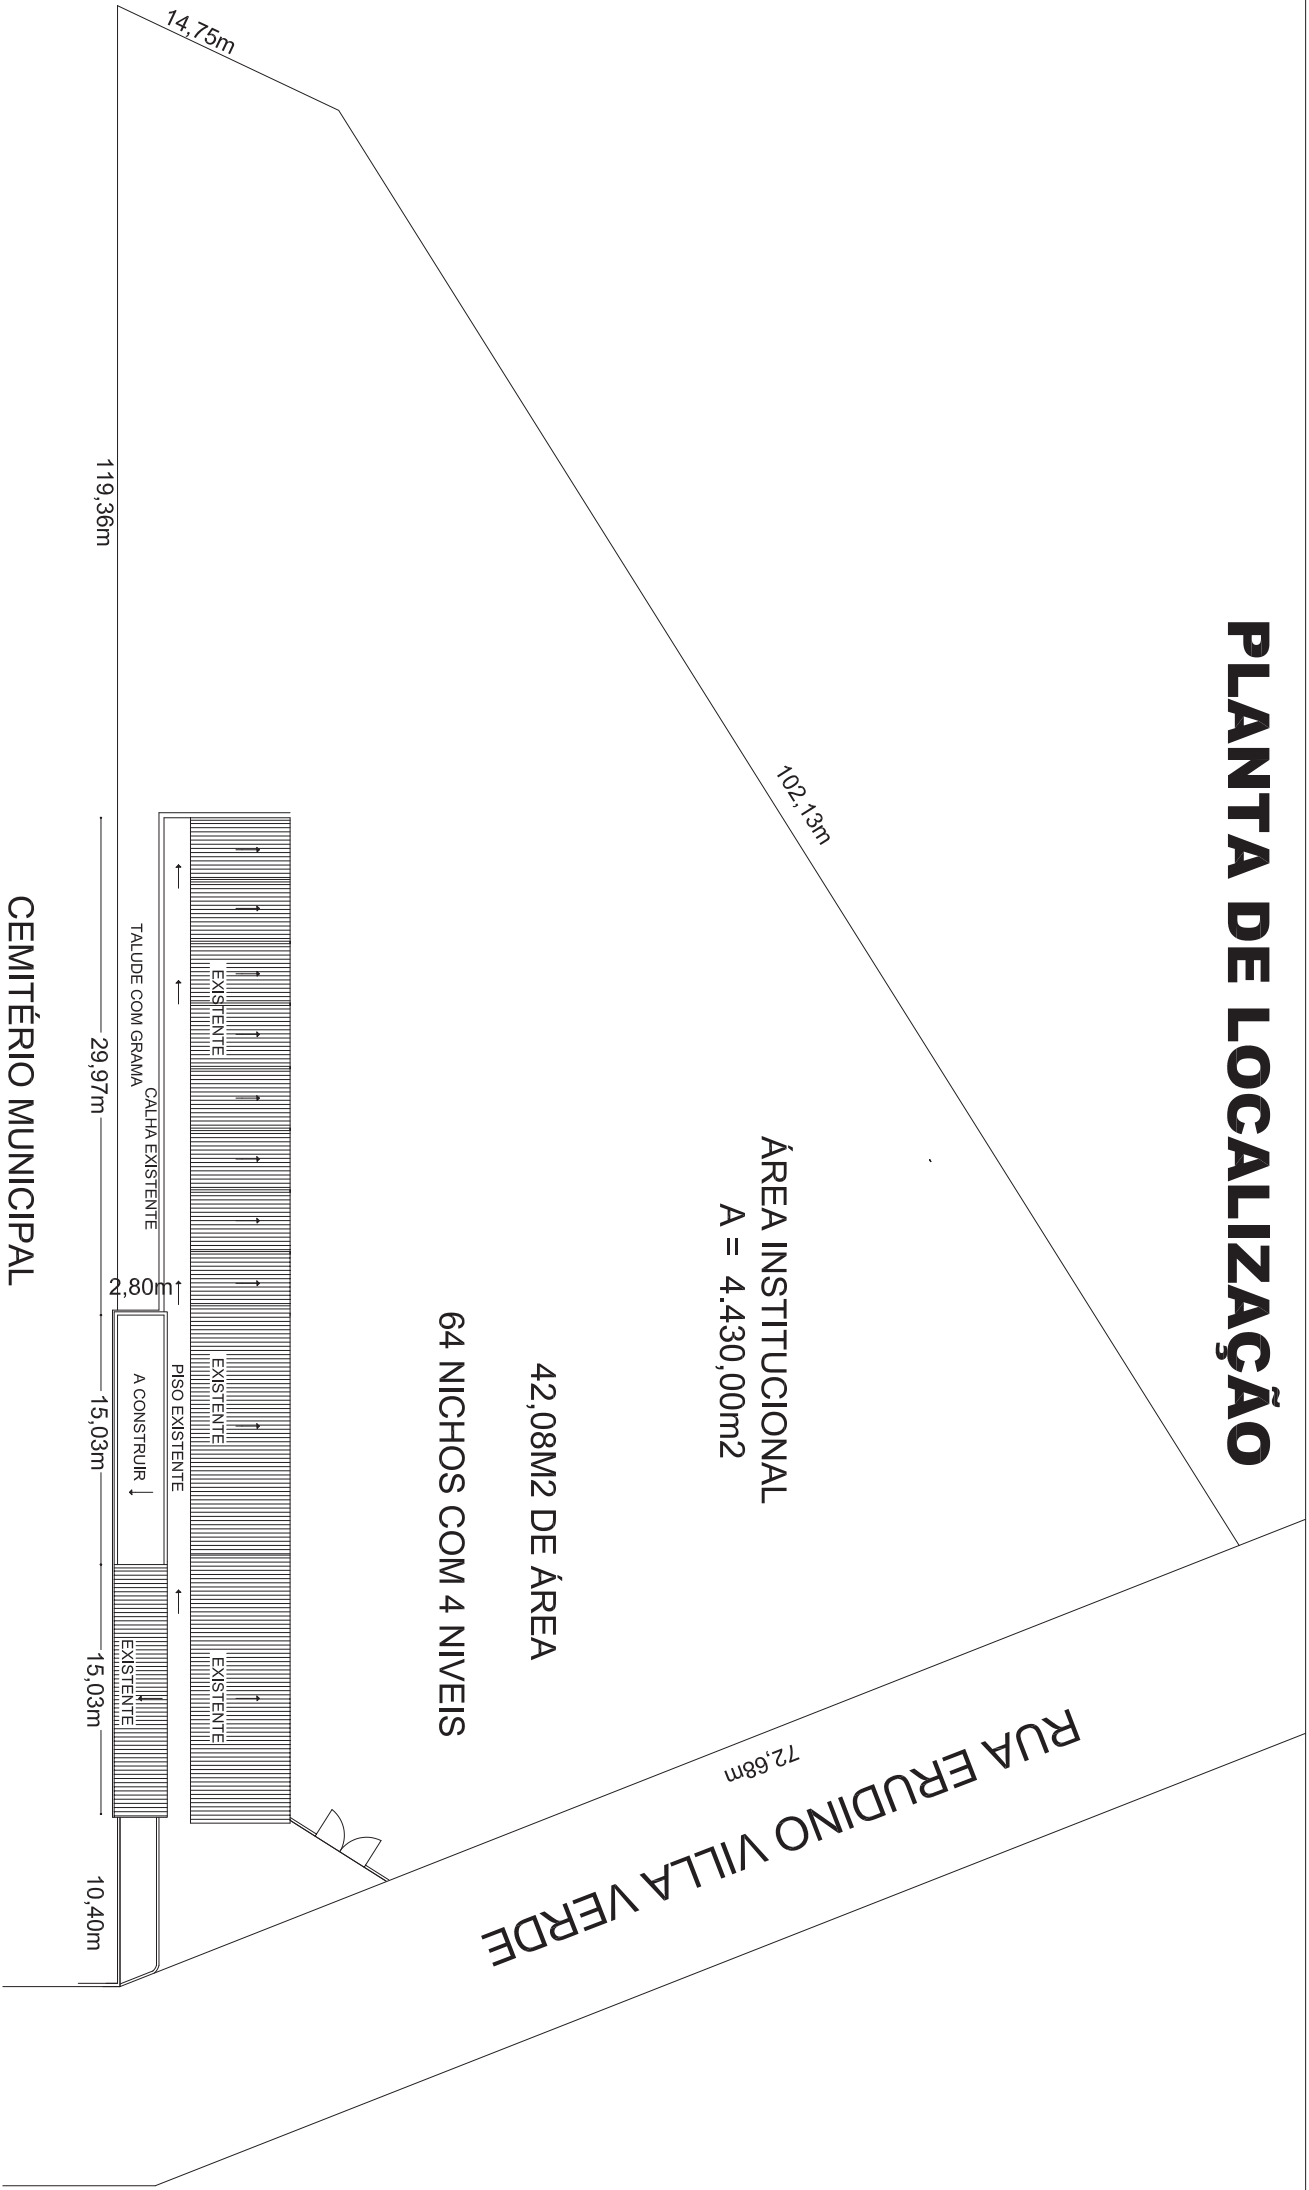 PLANTA DE LOCALIZAÇÃO
14,75m
102,13m
119,36m
ÁREA INSTITUCIONAL
A = 4.430,00m2
42,08M2 DE ÁREA
64 NICHOS COM 4 NIVEIS
RUA ERUDINO VILLA VERDE
72,68m
EXISTENTE
EXISTENTE
EXISTENTE
PISO EXISTENTE
CALHA EXISTENTE
TALUDE COM GRAMA
2,80m
A CONSTRUIR
EXISTENTE
29,97m
15,03m
15,03m
10,40m
CEMITÉRIO MUNICIPAL